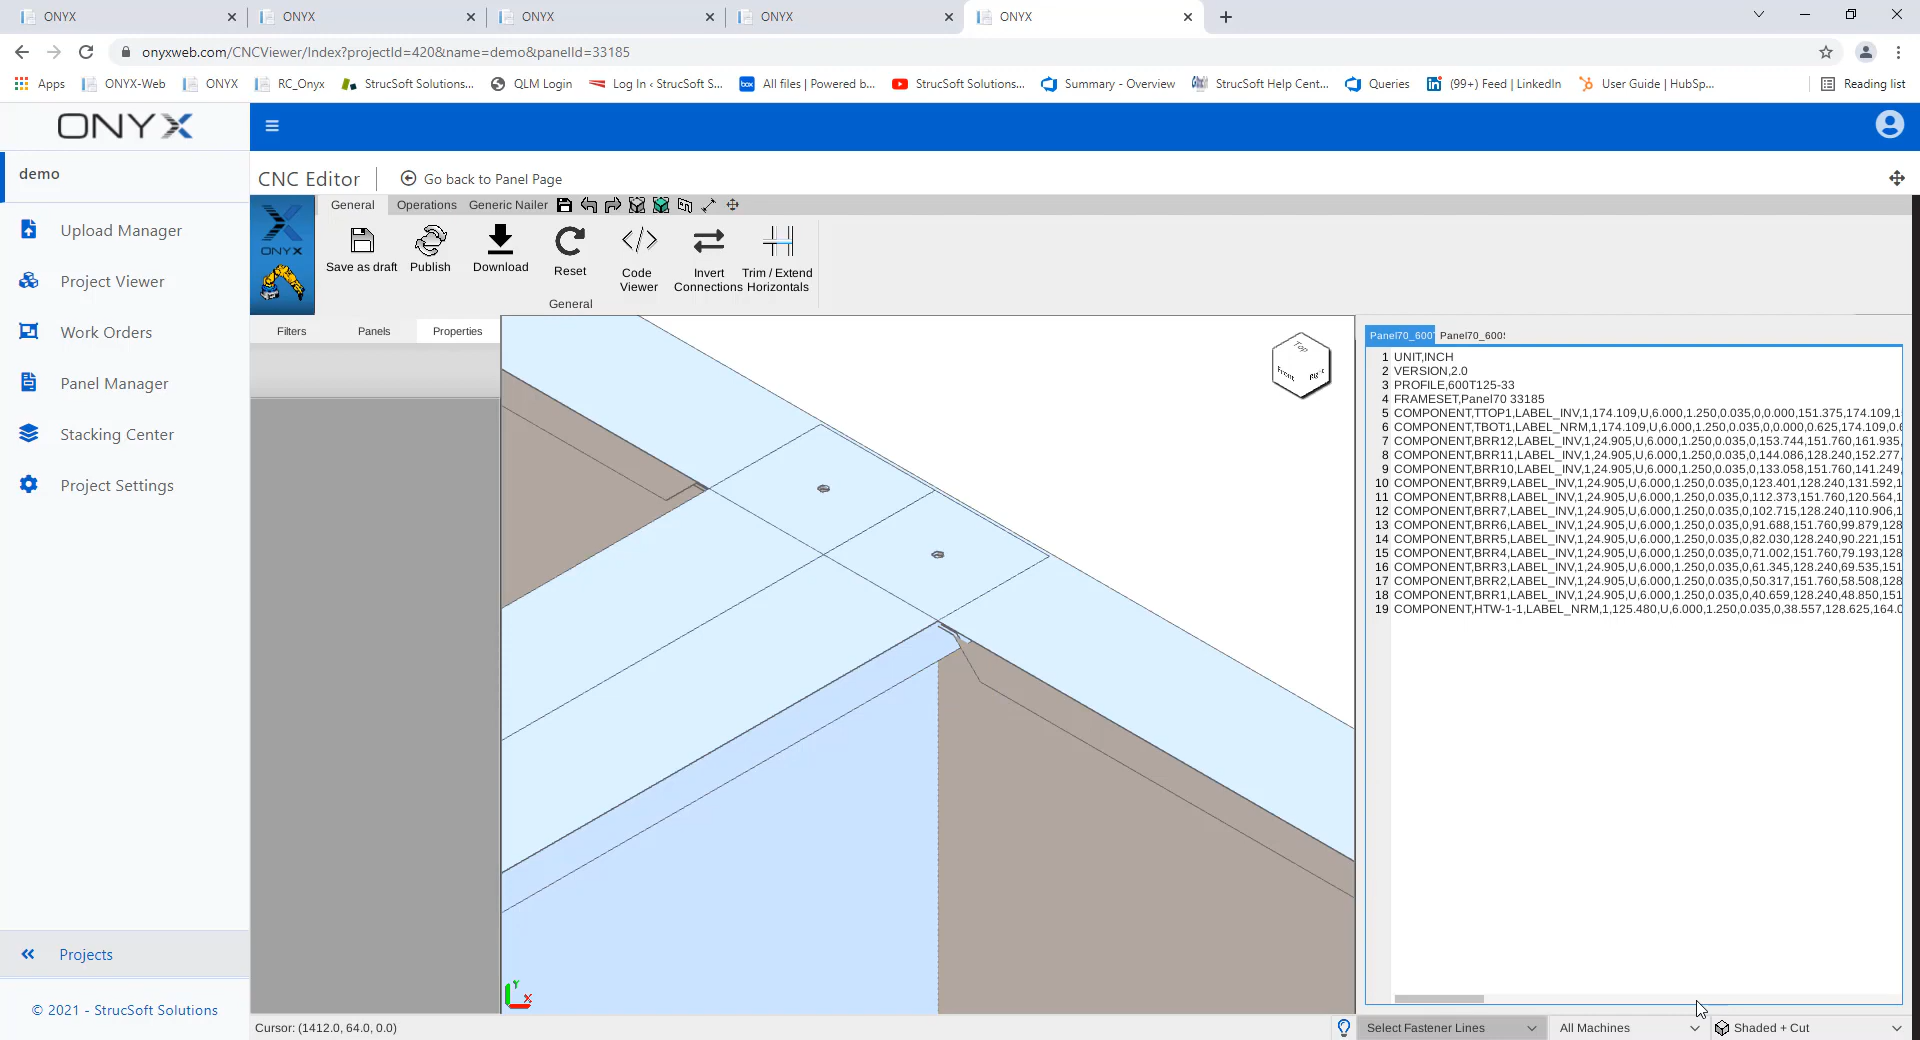 ONYX
ONYX
ONYX
ONYX
ONYX
onyxweb.com/CNCViewer/Index?projectId=420&name=demo&panelId=33185
Apps
ONYX-Web
ONYX
RC_Onyx
StrucSoft Solutions...
QLM Login
Log In ‹ StrucSoft S...
All files | Powered b...
StrucSoft Solutions...
Summary - Overview
StrucSoft Help Cent...
Queries
(99+) Feed | LinkedIn
User Guide | HubSp...
Reading list
ONYX
demo
Upload Manager
Project Viewer
Work Orders
Panel Manager
Stacking Center
Project Settings
Projects
© 2021 - StrucSoft Solutions
CNC Editor
Go back to Panel Page
ONYX
General
Operations
Generic Nailer
Save as draft
Publish
Download
Reset
Code Viewer
Invert Connections
Trim / Extend Horizontals
General
Filters
Panels
Properties
Top
Front
Right
Y
X
Panel70_600
Panel70_600
1 UNIT,INCH
2 VERSION,2.0
3 PROFILE,600T125-33
4 FRAMESET,Panel70 33185
5 COMPONENT,TTOP1,LABEL_INV,1,174.109,U,6.000,1.250,0.035,0,0.000,151.375,174.109,1
6 COMPONENT,TBOT1,LABEL_NRM,1,174.109,U,6.000,1.250,0.035,0,0.000,0.625,174.109,0.6
7 COMPONENT,BRR12,LABEL_INV,1,24.905,U,6.000,1.250,0.035,0,153.744,151.760,161.935,
8 COMPONENT,BRR11,LABEL_INV,1,24.905,U,6.000,1.250,0.035,0,144.086,128.240,152.277,
9 COMPONENT,BRR10,LABEL_INV,1,24.905,U,6.000,1.250,0.035,0,133.058,151.760,141.249,
10 COMPONENT,BRR9,LABEL_INV,1,24.905,U,6.000,1.250,0.035,0,123.401,128.240,131.592,1
11 COMPONENT,BRR8,LABEL_INV,1,24.905,U,6.000,1.250,0.035,0,112.373,151.760,120.564,1
12 COMPONENT,BRR7,LABEL_INV,1,24.905,U,6.000,1.250,0.035,0,102.715,128.240,110.906,1
13 COMPONENT,BRR6,LABEL_INV,1,24.905,U,6.000,1.250,0.035,0,91.688,151.760,99.879,128
14 COMPONENT,BRR5,LABEL_INV,1,24.905,U,6.000,1.250,0.035,0,82.030,128.240,90.221,151
15 COMPONENT,BRR4,LABEL_INV,1,24.905,U,6.000,1.250,0.035,0,71.002,151.760,79.193,128
16 COMPONENT,BRR3,LABEL_INV,1,24.905,U,6.000,1.250,0.035,0,61.345,128.240,69.535,151
17 COMPONENT,BRR2,LABEL_INV,1,24.905,U,6.000,1.250,0.035,0,50.317,151.760,58.508,128
18 COMPONENT,BRR1,LABEL_INV,1,24.905,U,6.000,1.250,0.035,0,40.659,128.240,48.850,151
19 COMPONENT,HTW-1-1,LABEL_NRM,1,125.480,U,6.000,1.250,0.035,0,38.557,128.625,164.0
Cursor: (1412.0, 64.0, 0.0)
Select Fastener Lines
All Machines
Shaded + Cut